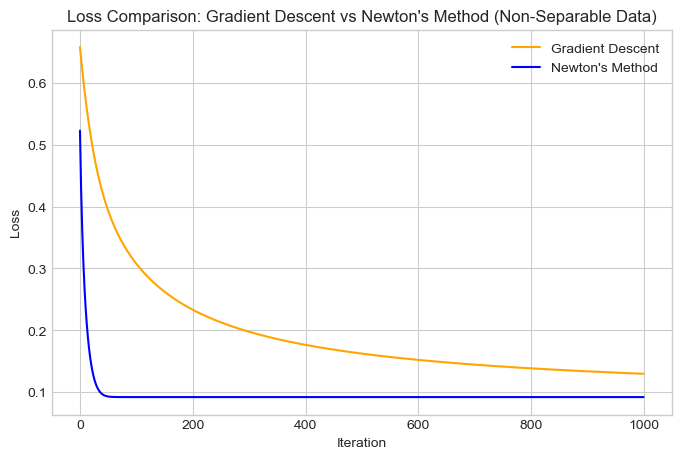 Loss Comparison: Gradient Descent vs Newton's Method (Non-Separable Data)
Gradient Descent
Newton's Method
0.6
0.5
0.4
0.3
0.2
0.1
Loss
0 200 400 600 800 1000
Iteration